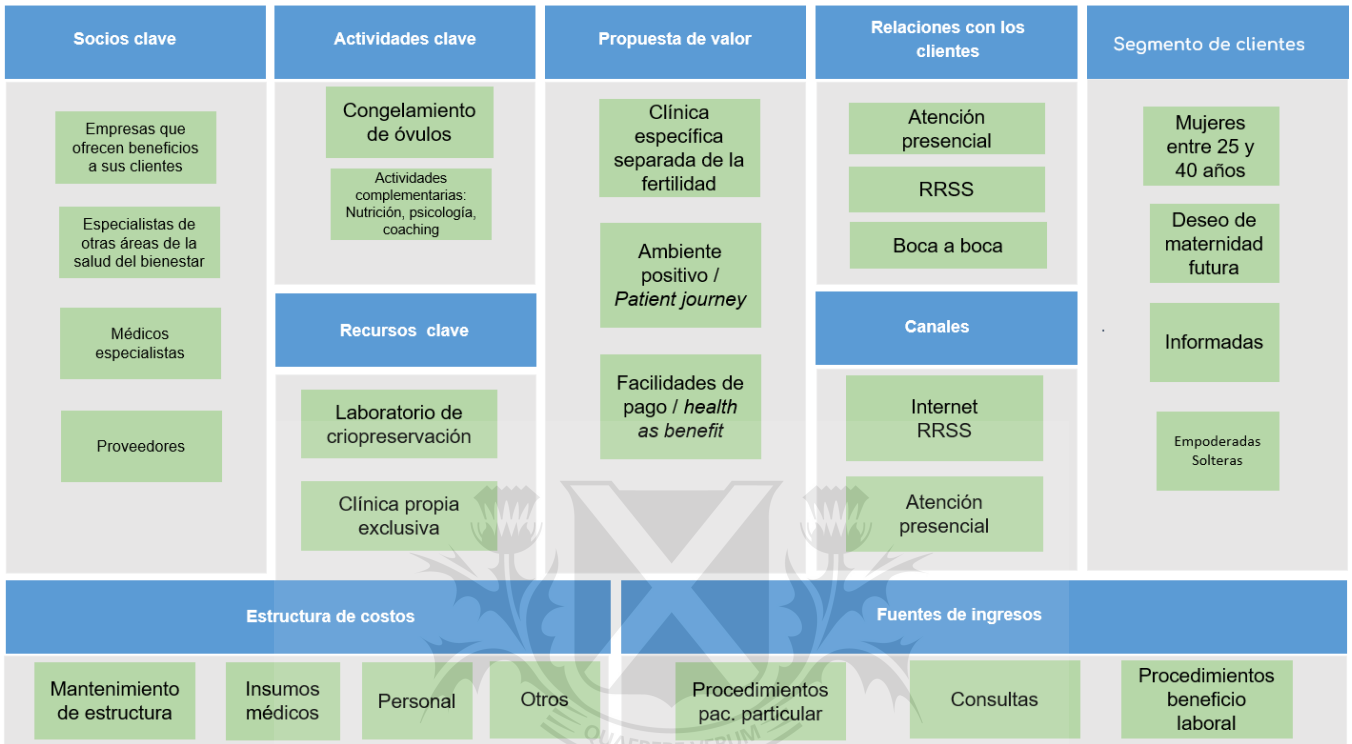 Socios clave
Empresas que
ofrecen beneficios
a sus clientes
Especialistas de
otras áreas de la
salud del bienestar
Médicos
especialistas
Proveedores
Actividades clave
Congelamiento
de óvulos
Actividades
complementarias:
Nutrición, psicología,
coaching
Recursos clave
Laboratorio de
criopreservación
Clínica propia
exclusiva
Propuesta de valor
Clínica
específica
separada de la
fertilidad
Ambiente
positivo /
Patient journey
Facilidades de
pago / health
as benefit
Relaciones con los
clientes
Atención
presencial
RRSS
Boca a boca
Canales
Internet
RRSS
Atención
presencial
Segmento de clientes
Mujeres
entre 25 y
40 años
Deseo de
maternidad
futura
Informadas
Empoderadas
Solteras
Estructura de costos
Mantenimiento
de estructura
Insumos
médicos
Personal
Otros
Fuentes de ingresos
Procedimientos
pac. particular
Consultas
Procedimientos
beneficio
laboral